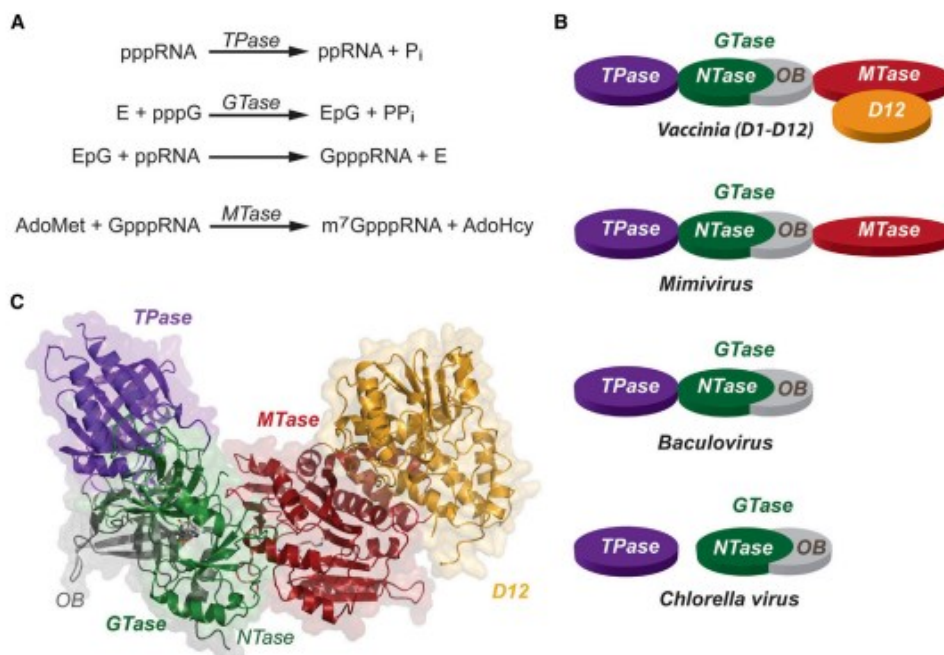 A
pppRNA TPase ppRNA + Pi
E + pppG GTase EpG + PPi
EpG + ppRNA GpppRNA + E
AdoMet + GpppRNA MTase m⁷GpppRNA + AdoHcy
B
GTase
TPase NTase OB MTase
D12
Vaccinia (D1-D12)
GTase
TPase NTase OB MTase
Mimivirus
GTase
TPase NTase OB
Baculovirus
GTase
TPase NTase OB
Chlorella virus
C
TPase
MTase
OB
GTase
NTase
D12